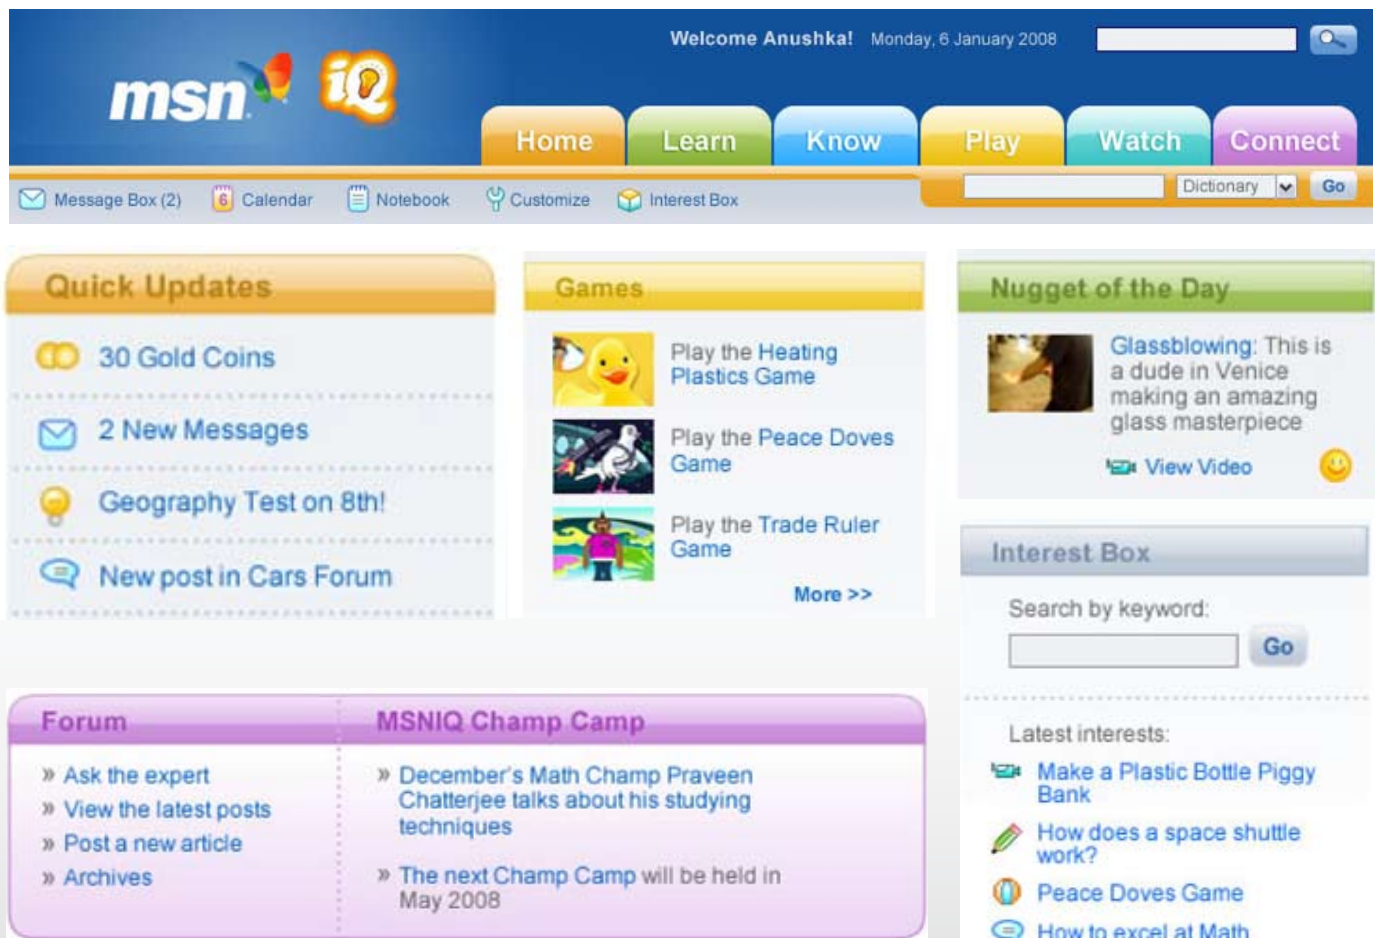 Welcome Anushka! Monday, 6 January 2008
msn iQ
Home Learn Know Play Watch Connect
Message Box (2) 6 Calendar Notebook Customize Interest Box
Dictionary Go
Quick Updates
30 Gold Coins
2 New Messages
Geography Test on 8th!
New post in Cars Forum
Games
Play the Heating
Plastics Game
Play the Peace Doves
Game
Play the Trade Ruler
Game
More >>
Nugget of the Day
Glassblowing: This is
a dude in Venice
making an amazing
glass masterpiece
View Video
Interest Box
Search by keyword:
Go
Latest interests:
Make a Plastic Bottle Piggy
Bank
How does a space shuttle
work?
Peace Doves Game
How to excel at Math
Forum
» Ask the expert
» View the latest posts
» Post a new article
» Archives
MSNIQ Champ Camp
» December's Math Champ Praveen
Chatterjee talks about his studying
techniques
» The next Champ Camp will be held in
May 2008